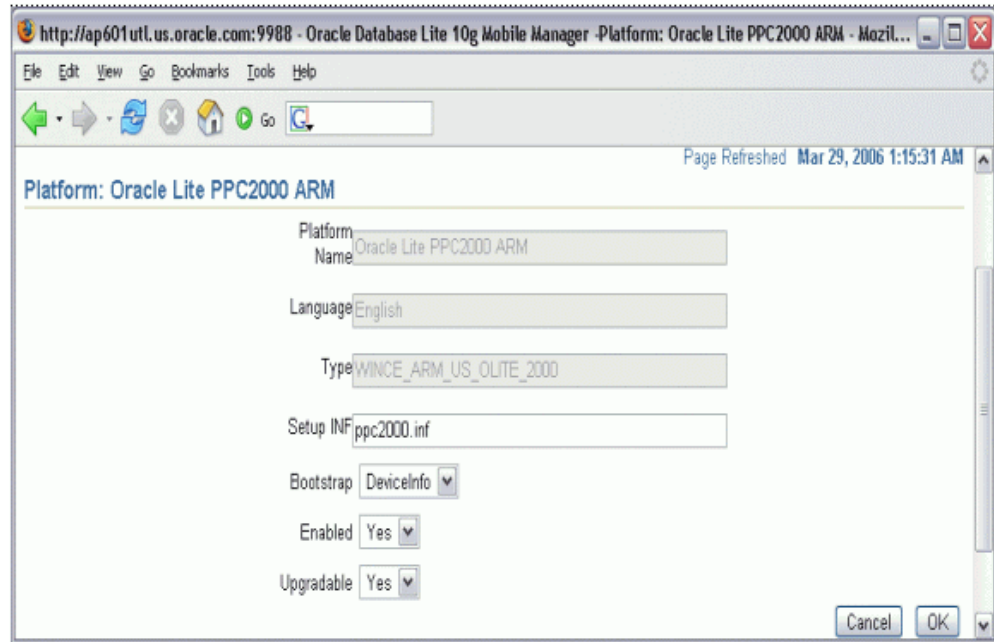 http://ap601utl.us.oracle.com:9988 - Oracle Database Lite 10g Mobile Manager -Platform: Oracle Lite PPC2000 ARM - Mozil...
File Edit View Go Bookmarks Tools Help
Go G
Page Refreshed Mar 29, 2006 1:15:31 AM
Platform: Oracle Lite PPC2000 ARM
Platform
Name Oracle Lite PPC2000 ARM
Language English
Type WINCE_ARM_US_OLITE_2000
Setup INF ppc2000.inf
Bootstrap DeviceInfo
Enabled Yes
Upgradable Yes
Cancel OK